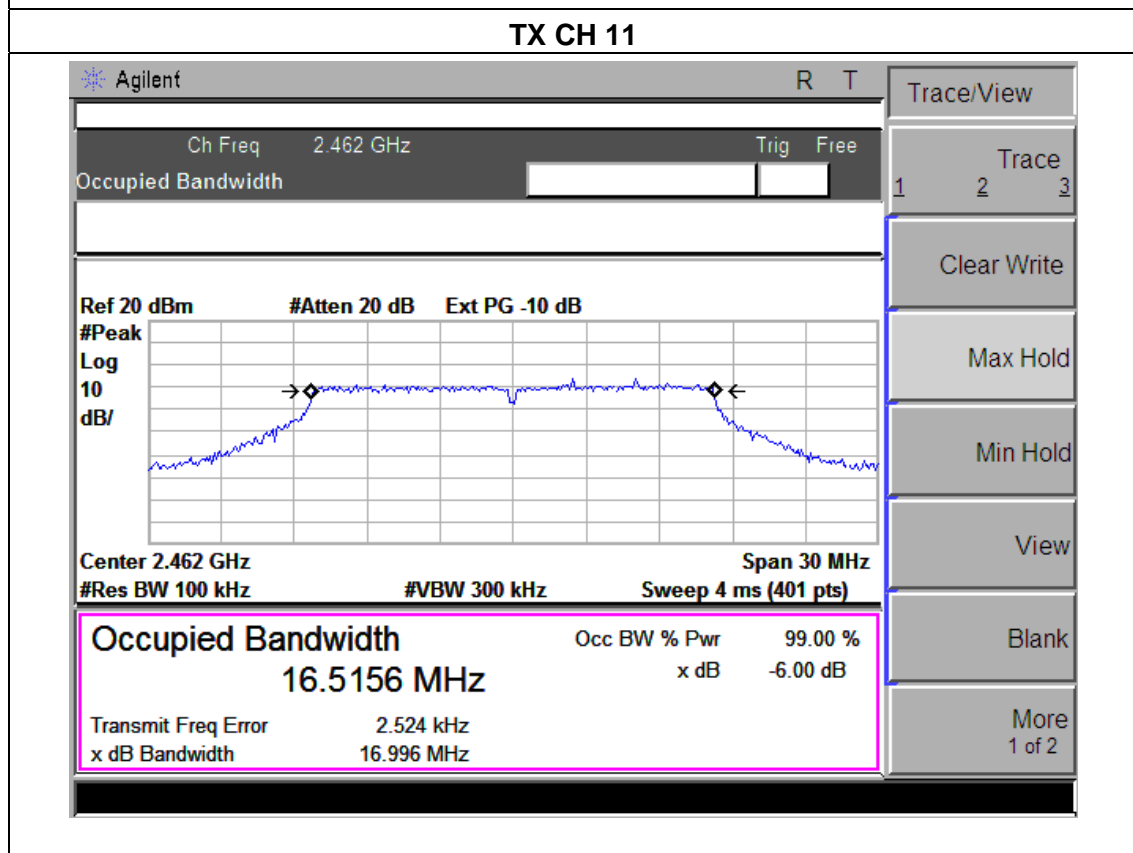 TX CH 11
Agilent R T
Ch Freq 2.462 GHz Trig Free
Occupied Bandwidth
Ref 20 dBm #Atten 20 dB Ext PG -10 dB
#Peak
Log
10
dB/
Center 2.462 GHz Span 30 MHz
#Res BW 100 kHz #VBW 300 kHz Sweep 4 ms (401 pts)
Occupied Bandwidth Occ BW % Pwr 99.00 %
16.5156 MHz x dB -6.00 dB
Transmit Freq Error 2.524 kHz
x dB Bandwidth 16.996 MHz
Trace/View
Trace
1 2 3
Clear Write
Max Hold
Min Hold
View
Blank
More
1 of 2